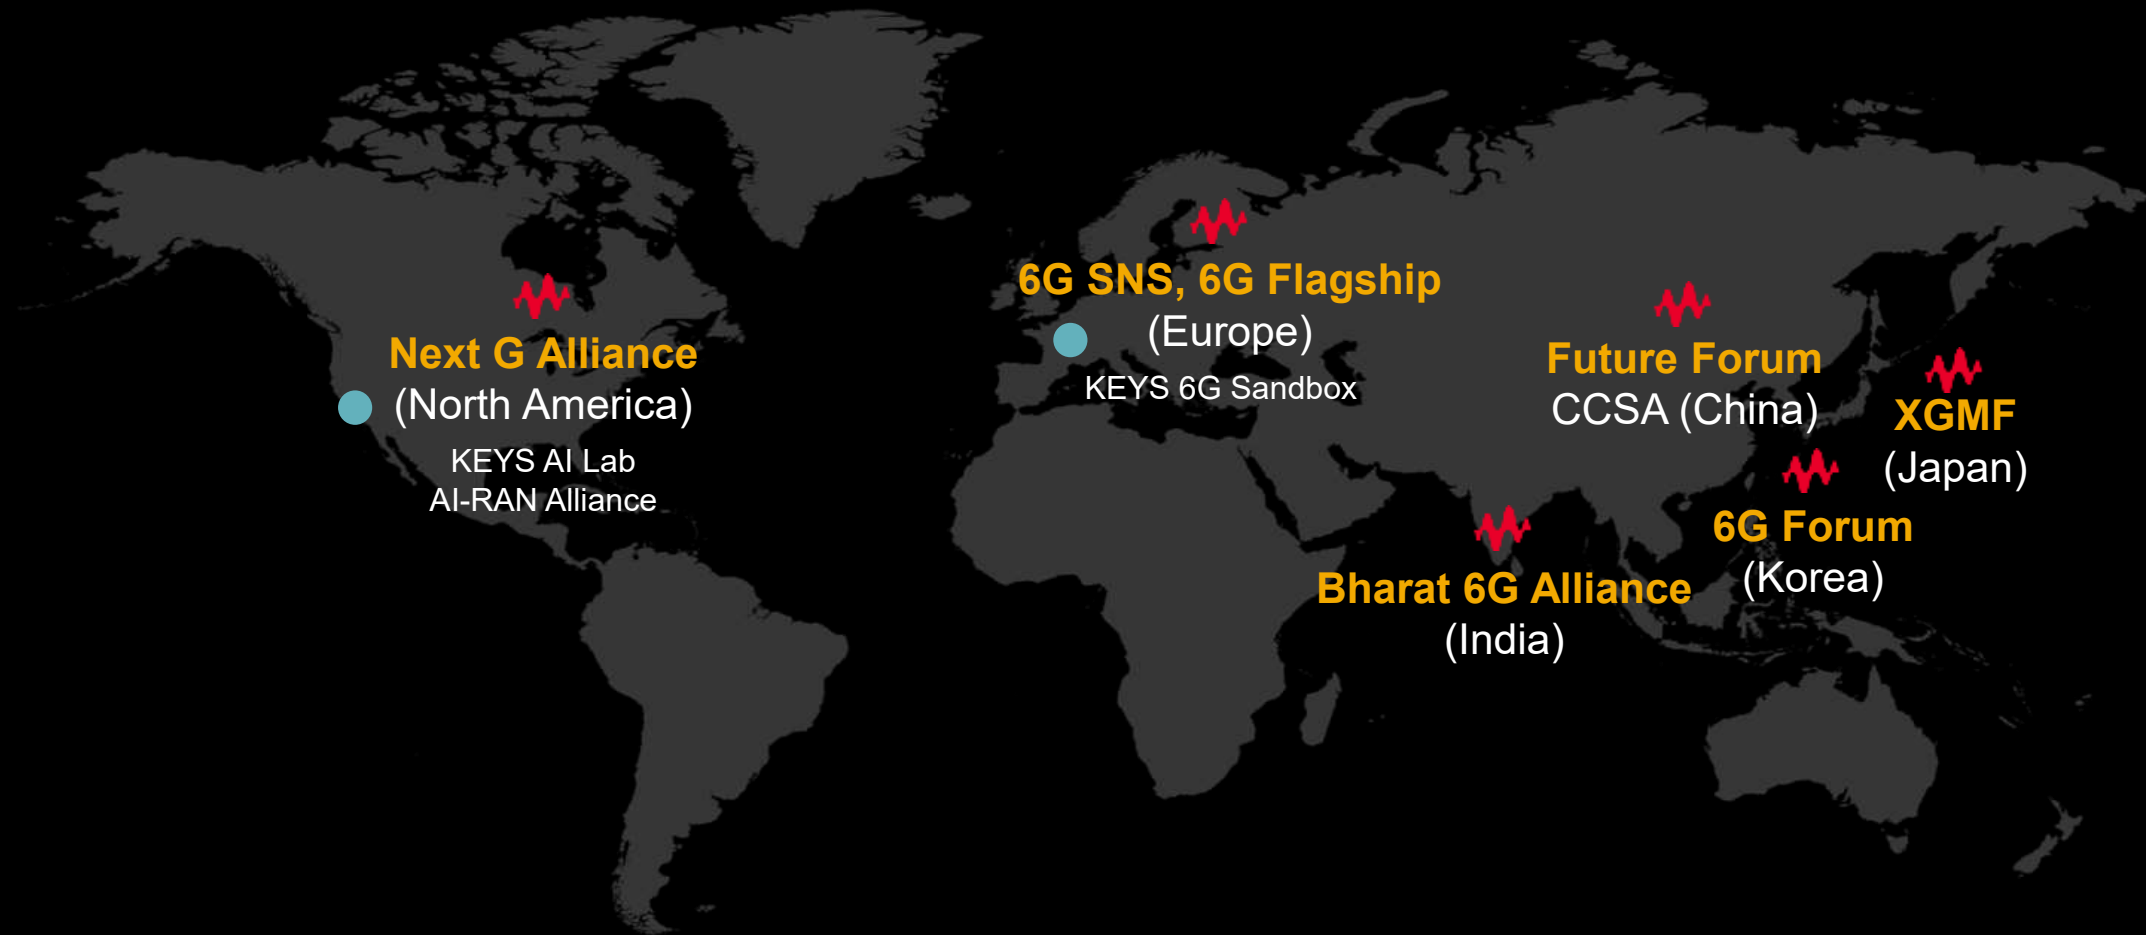 6G SNS, 6G Flagship
(Europe)
KEYS 6G Sandbox
Next G Alliance
(North America)
KEYS AI Lab
AI-RAN Alliance
Future Forum
CCSA (China)
XGMF
(Japan)
6G Forum
(Korea)
Bharat 6G Alliance
(India)